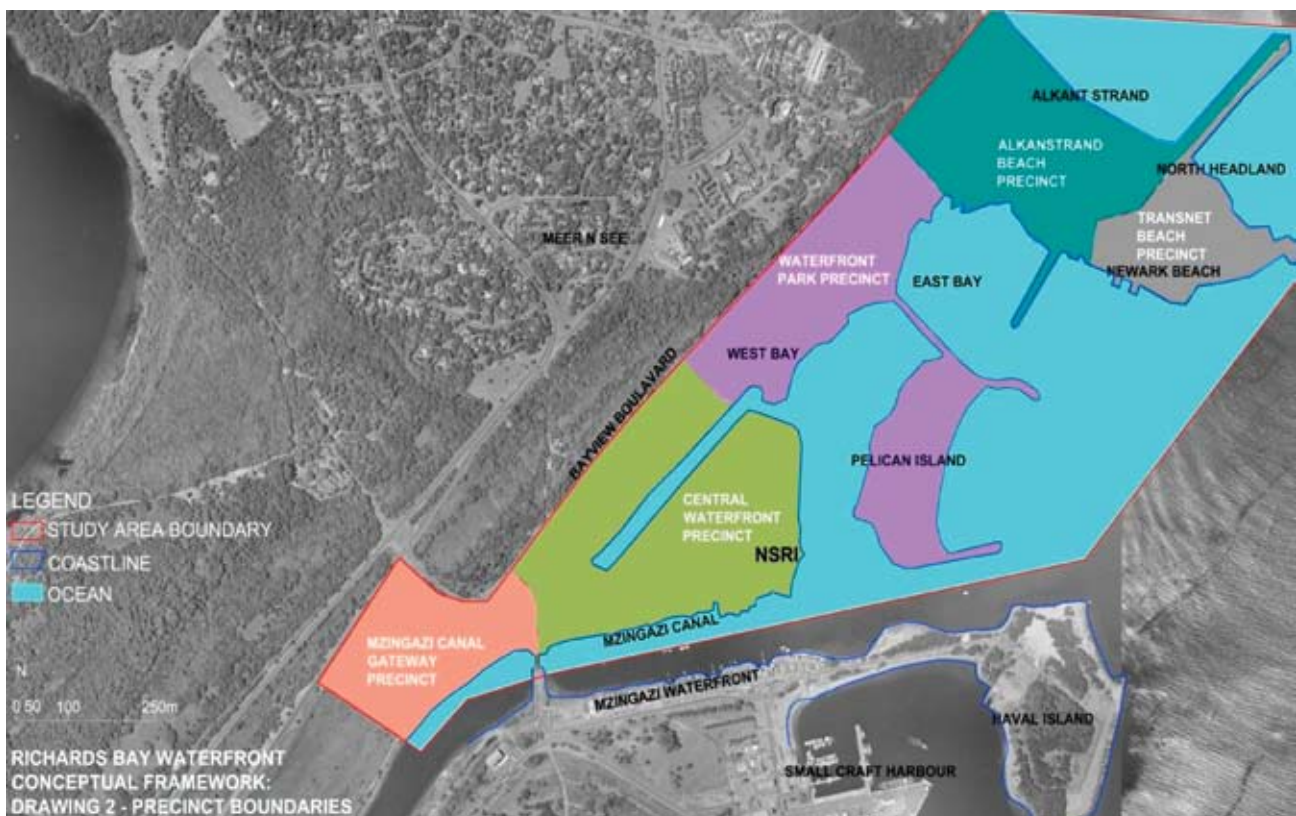 ALKANT STRAND
ALKANSTRAND
BEACH
PRECINCT
NORTH HEADLAND
TRANSNET
BEACH
PRECINCT
NEWARK BEACH
MEER N SEE
WATERFRONT
PARK PRECINCT
EAST BAY
WEST BAY
BAYVIEW BOULAVARD
PELICAN ISLAND
CENTRAL
WATERFRONT
PRECINCT
NSRI
MZINGAZI CANAL
MZINGAZI CANAL
GATEWAY
PRECINCT
MZINGAZI WATERFRONT
HAVAL ISLAND
SMALL CRAFT HARBOUR
LEGEND
STUDY AREA BOUNDARY
COASTLINE
OCEAN
N
0 50 100 250m
RICHARDS BAY WATERFRONT
CONCEPTUAL FRAMEWORK:
DRAWING 2 - PRECINCT BOUNDARIES